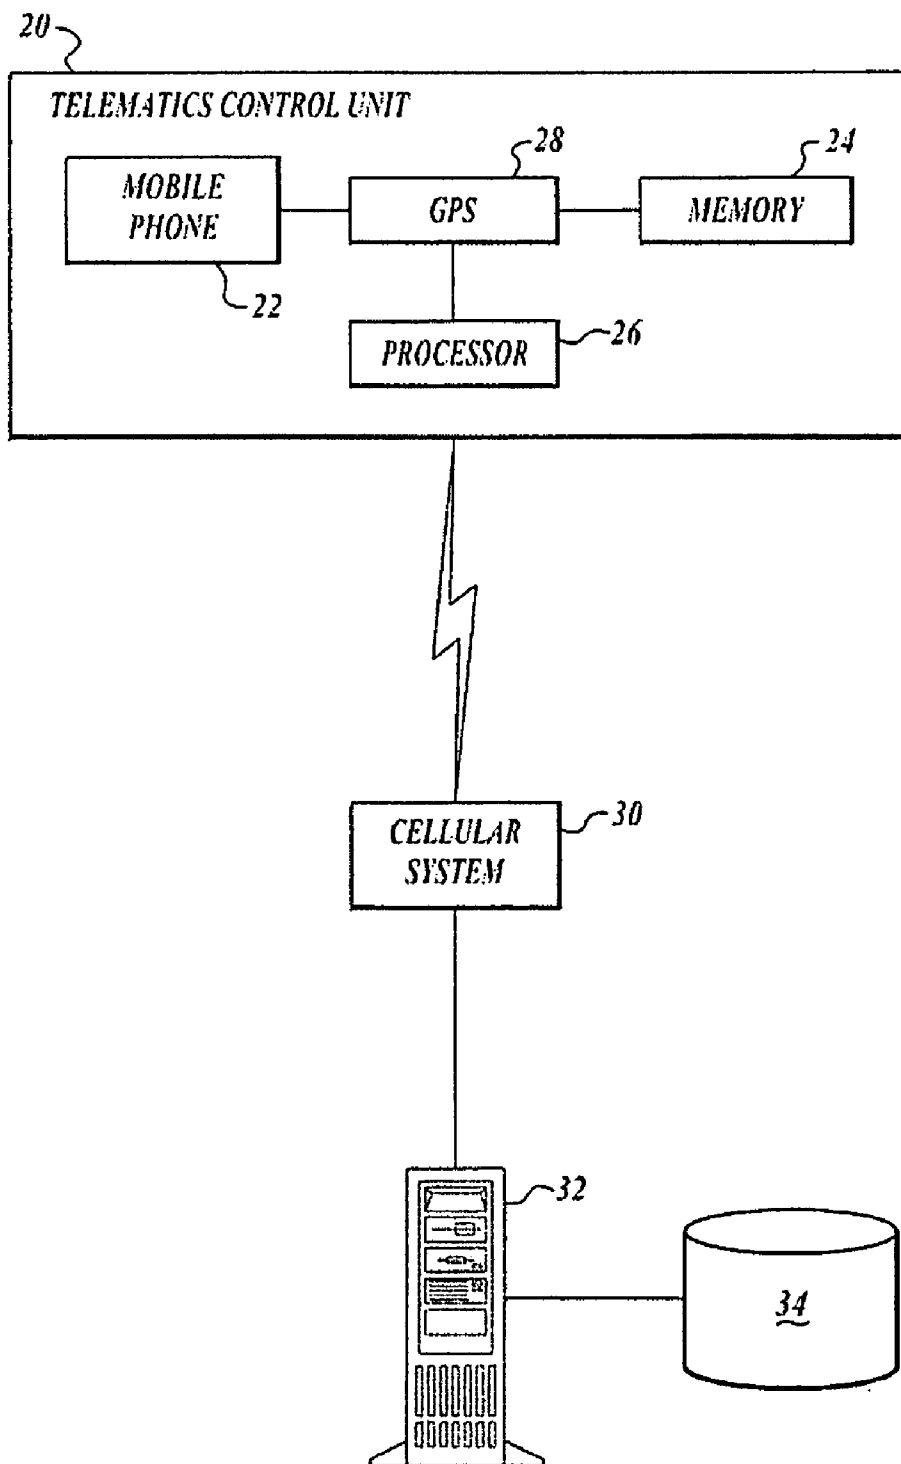 20
TELEMATICS CONTROL UNIT
28
24
MOBILE
PHONE
GPS
MEMORY
22
26
PROCESSOR
30
CELLULAR
SYSTEM
32
34